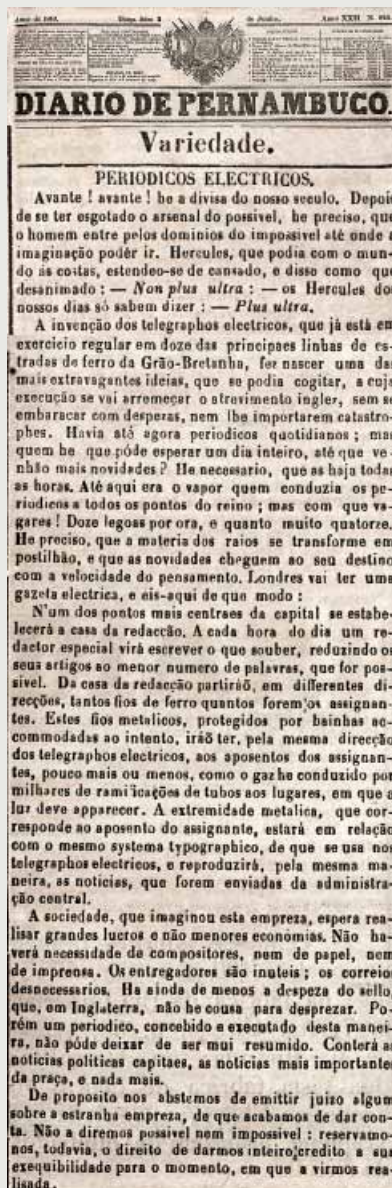 Anno XXII
DIARIO DE PERNAMBUCO.
Variedade.
PERIODICOS ELECTRICOS.
Avante ! avante ! he a divisa do nosso seculo. Depois
de se ter esgotado o arsenal do possivel, he preciso, que
o homem entre pelos dominios do impossivel até onde a
imaginação podér ir. Hercules, que podia com o mun-
do ás costas, estendeo-se de cansado, e disse como que
desanimado : — Non plus ultra : — os Hercules dos
nossos dias só sabem dizer : — Plus ultra.
A invenção dos telegraphos electricos, que já está em
exercicio regular em doze das principaes linhas de es-
tradas de ferro da Grão-Bretanha, fez nascer uma das
mais extravagantes ideias, que se podia cogitar, a cuja
execução se vai arremeçar o atrevimento inglez, sem se
embaraçar com despezas, nem lhe importarem catastro-
phes. Havia até agora periodicos quotidianos ; mas
quem he que póde esperar um dia inteiro, até que ve-
nhão mais novidades ? He necessario, que as haja todas
as horas. Até aqui era o vapor quem conduzia os pe-
riodicos a todos os pontos do reino ; mas com que va-
gares ! Doze legoas por ora, e quanto muito quatorze.
He preciso, que a materia dos raios se transforme em
postilhão, e que as novidades cheguem ao seu destino
com a velocidade do pensamento. Londres vai ter uma
gazeta electrica, e eis-aqui de que modo :
N'um dos pontos mais centraes da capital se estabe-
lecerá a casa da redacção. A cada hora do dia um re-
dactor especial virá escrever o que souber, reduzindo os
seus artigos ao menor numero de palavras, que for pos-
sivel. Da casa da redacção partiráõ, em differentes di-
recções, tantos fios de ferro quantos forem os assignan-
tes. Estes fios metalicos, protegidos por bainhas ac-
commodadas ao intento, iráõ ter, pela mesma direcção
dos telegraphos electricos, aos aposentos dos assignan-
tes, pouco mais ou menos, como o gaz he conduzido por
milhares de ramificações de tubos aos lugares, em que a
luz deve apparecer. A extremidade metalica, que cor-
responde ao aposento do assignante, estará em relação
com o mesmo systema typographico, de que se usa nos
telegraphos electricos, e reproduzirá, pela mesma ma-
neira, as noticias, que forem enviadas da administra-
ção central.
A sociedade, que imaginou esta empreza, espera rea-
lisar grandes lucros e não menores economias. Não ha-
verá necessidade de compositores, nem de papel, nem
de imprensa. Os entregadores são inuteis ; os correios
desnecessarios. Ha ainda de menos a despeza do sello,
que, em Inglaterra, não he cousa para desprezar. Po-
rém um periodico, concebido e executado desta manei-
ra, não póde deixar de ser mui resumido. Conterá as
noticias politicas capitaes, as noticias mais importantes
da praça, e nada mais.
De proposito nos abstemos de emittir juizo algum
sobre a estranha empreza, de que acabamos de dar con-
ta. Não a diremos possivel nem impossivel : reservamo-
nos, todavia, o direito de darmos inteiro credito a sua
exequibilidade para o momento, em que a virmos rea-
lisada.